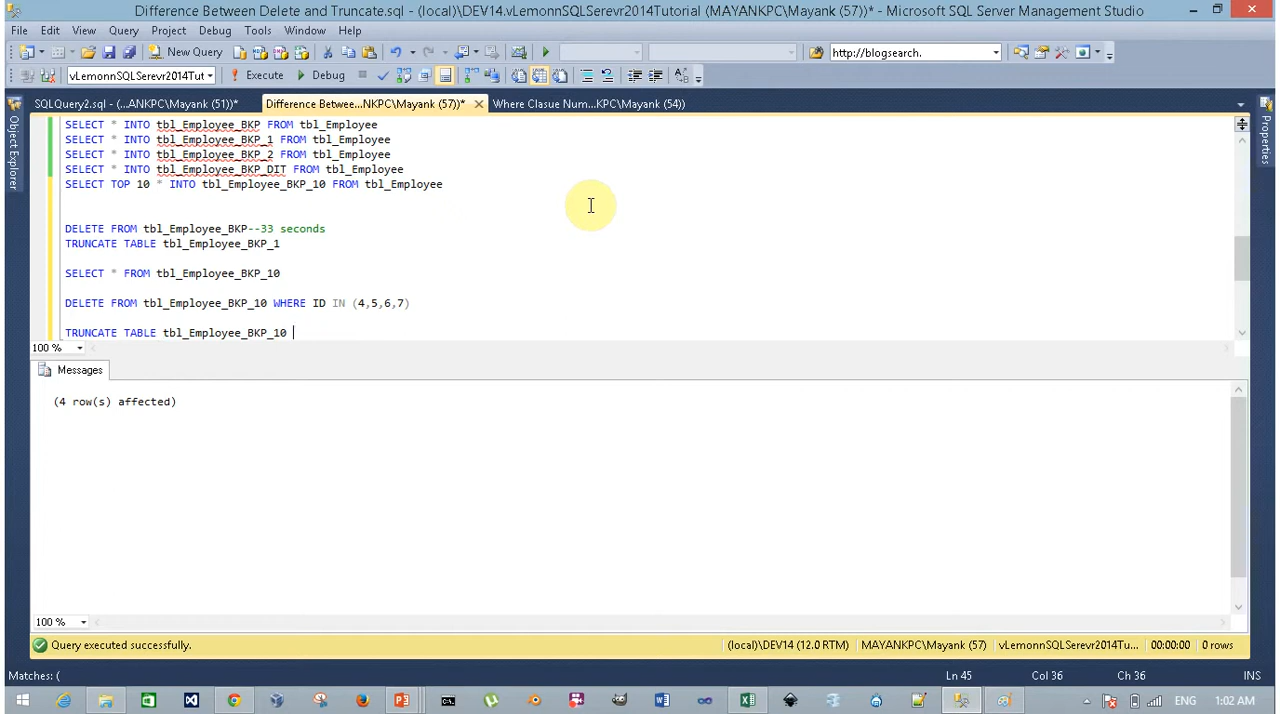 Difference Between Delete and Truncate.sql - (local)\DEV14.vLemonnSQLSerevr2014Tutorial (MAYANKPC\Mayank (57))* - Microsoft SQL Server Management Studio
File Edit View Query Project Debug Tools Window Help
New Query http://blogsearch.
vLemonnSQLSerevr2014Tut Execute Debug
SQLQuery2.sql - (...ANKPC\Mayank (51))* Difference Betwee...NKPC\Mayank (57))* Where Clasue Num...KPC\Mayank (54))
Object Explorer
Properties
SELECT * INTO tbl_Employee_BKP FROM tbl_Employee
SELECT * INTO tbl_Employee_BKP_1 FROM tbl_Employee
SELECT * INTO tbl_Employee_BKP_2 FROM tbl_Employee
SELECT * INTO tbl_Employee_BKP_DIT FROM tbl_Employee
SELECT TOP 10 * INTO tbl_Employee_BKP_10 FROM tbl_Employee
DELETE FROM tbl_Employee_BKP--33 seconds
TRUNCATE TABLE tbl_Employee_BKP_1
SELECT * FROM tbl_Employee_BKP_10
DELETE FROM tbl_Employee_BKP_10 WHERE ID IN (4,5,6,7)
TRUNCATE TABLE tbl_Employee_BKP_10
100 %
Messages
(4 row(s) affected)
100 %
Query executed successfully. (local)\DEV14 (12.0 RTM) MAYANKPC\Mayank (57) vLemonnSQLSerevr2014Tu... 00:00:00 0 rows
Matches: ( Ln 45 Col 36 Ch 36 INS
ENG 1:02 AM